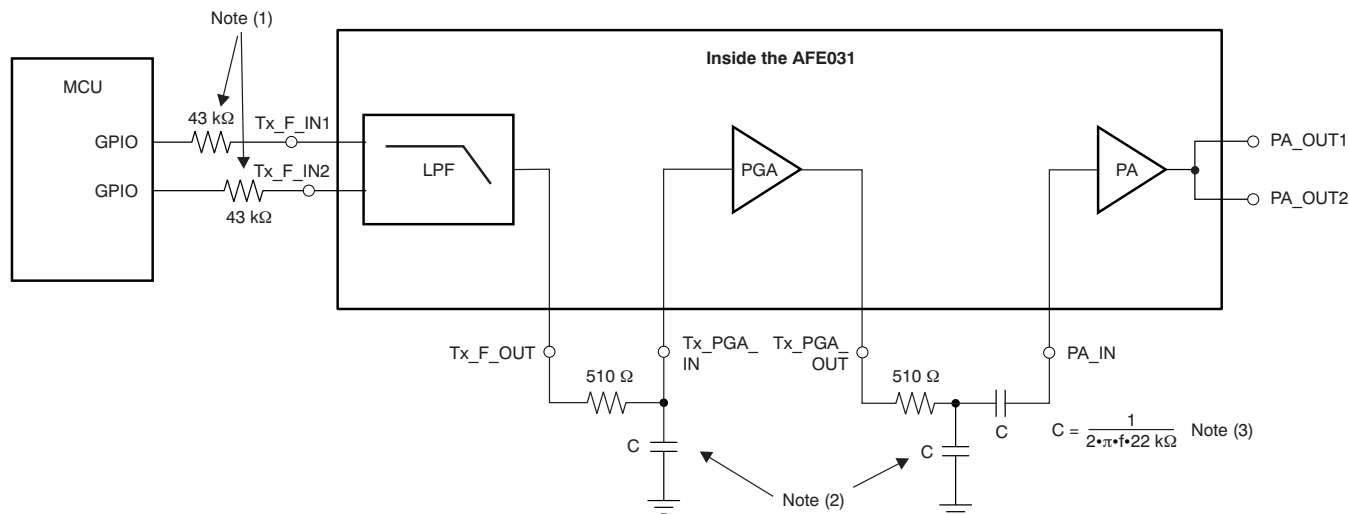 Note (1)
Inside the AFE031
MCU
43 kΩ
Tx_F_IN1
GPIO
LPF
PGA
PA
PA_OUT1
Tx_F_IN2
GPIO
43 kΩ
PA_OUT2
Tx_F_OUT
Tx_PGA_
IN
Tx_PGA_
OUT
PA_IN
510 Ω
510 Ω
C
C
C
C = 1
2•π•f•22 kΩ
Note (3)
Note (2)